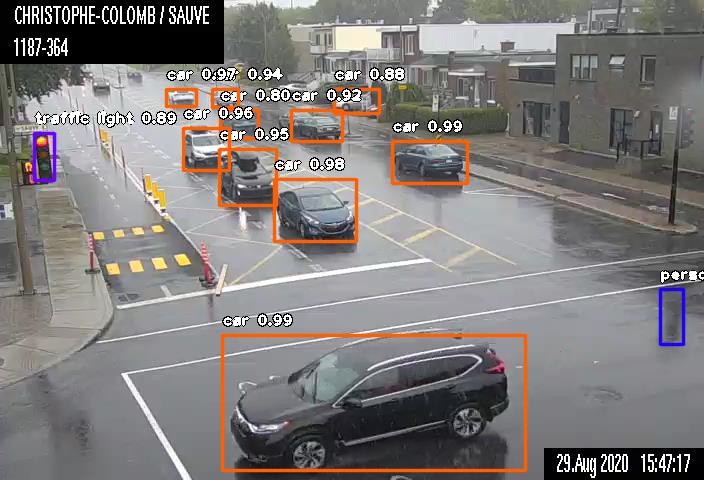 CHRISTOPHE-COLOMB / SAUVE
1187-364
car 0.97
0.94
car 0.88
car 0.80
car 0.92
traffic light 0.89
car 0.96
car 0.95
car 0.99
car 0.98
perso
car 0.99
29.Aug 2020 15:47:17